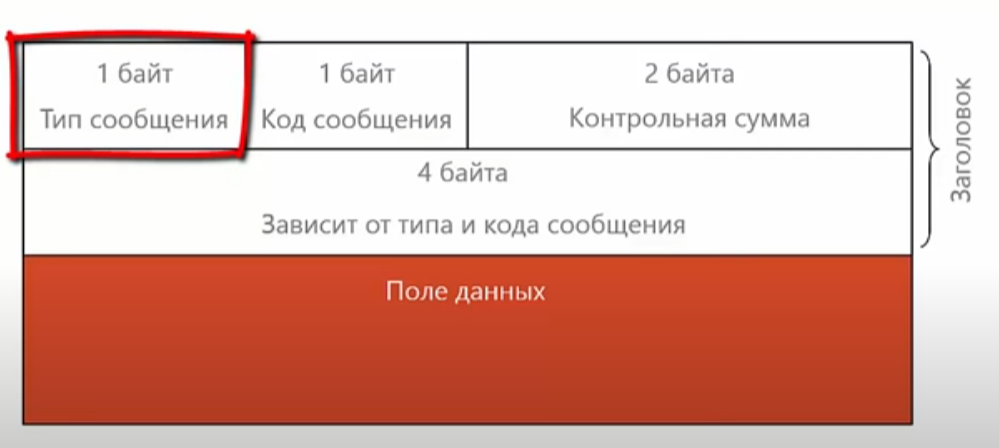 1 байт
Тип сообщения
1 байт
Код сообщения
2 байта
Контрольная сумма
4 байта
Зависит от типа и кода сообщения
Поле данных
Заголовок